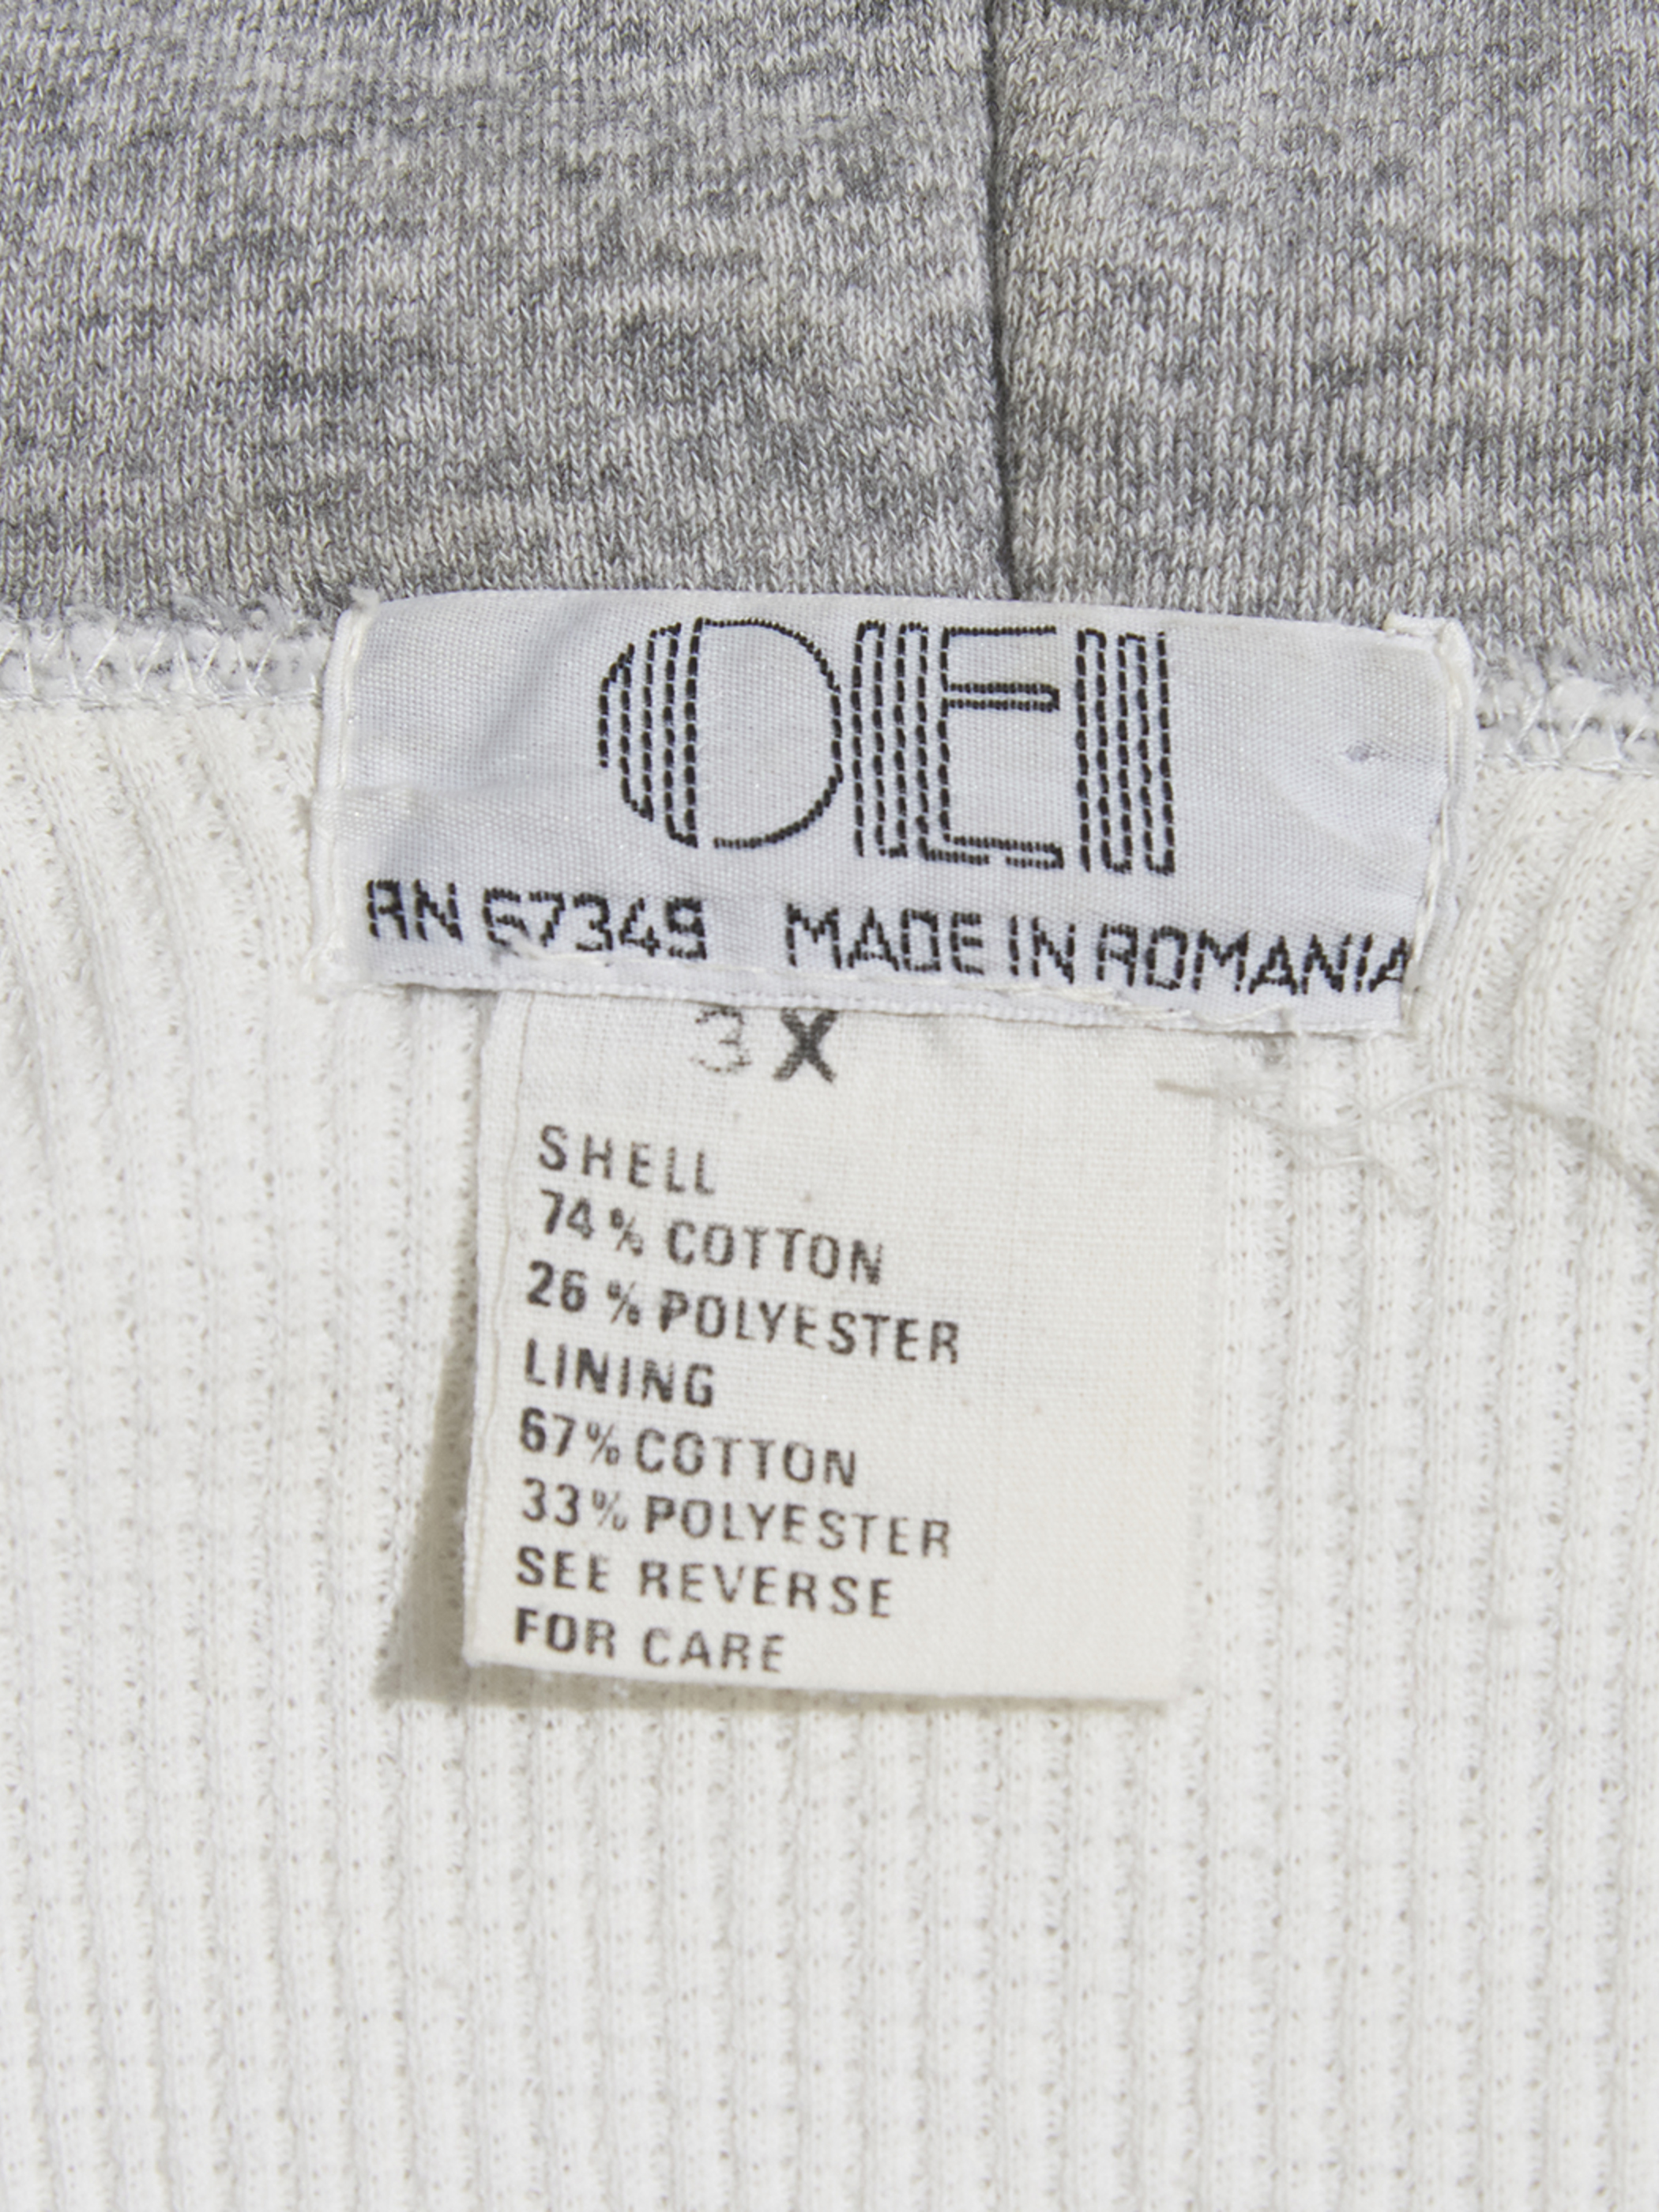 OEI
RN 67349 MADE IN ROMANIA
3X
SHELL
74% COTTON
26% POLYESTER
LINING
67% COTTON
33% POLYESTER
SEE REVERSE
FOR CARE